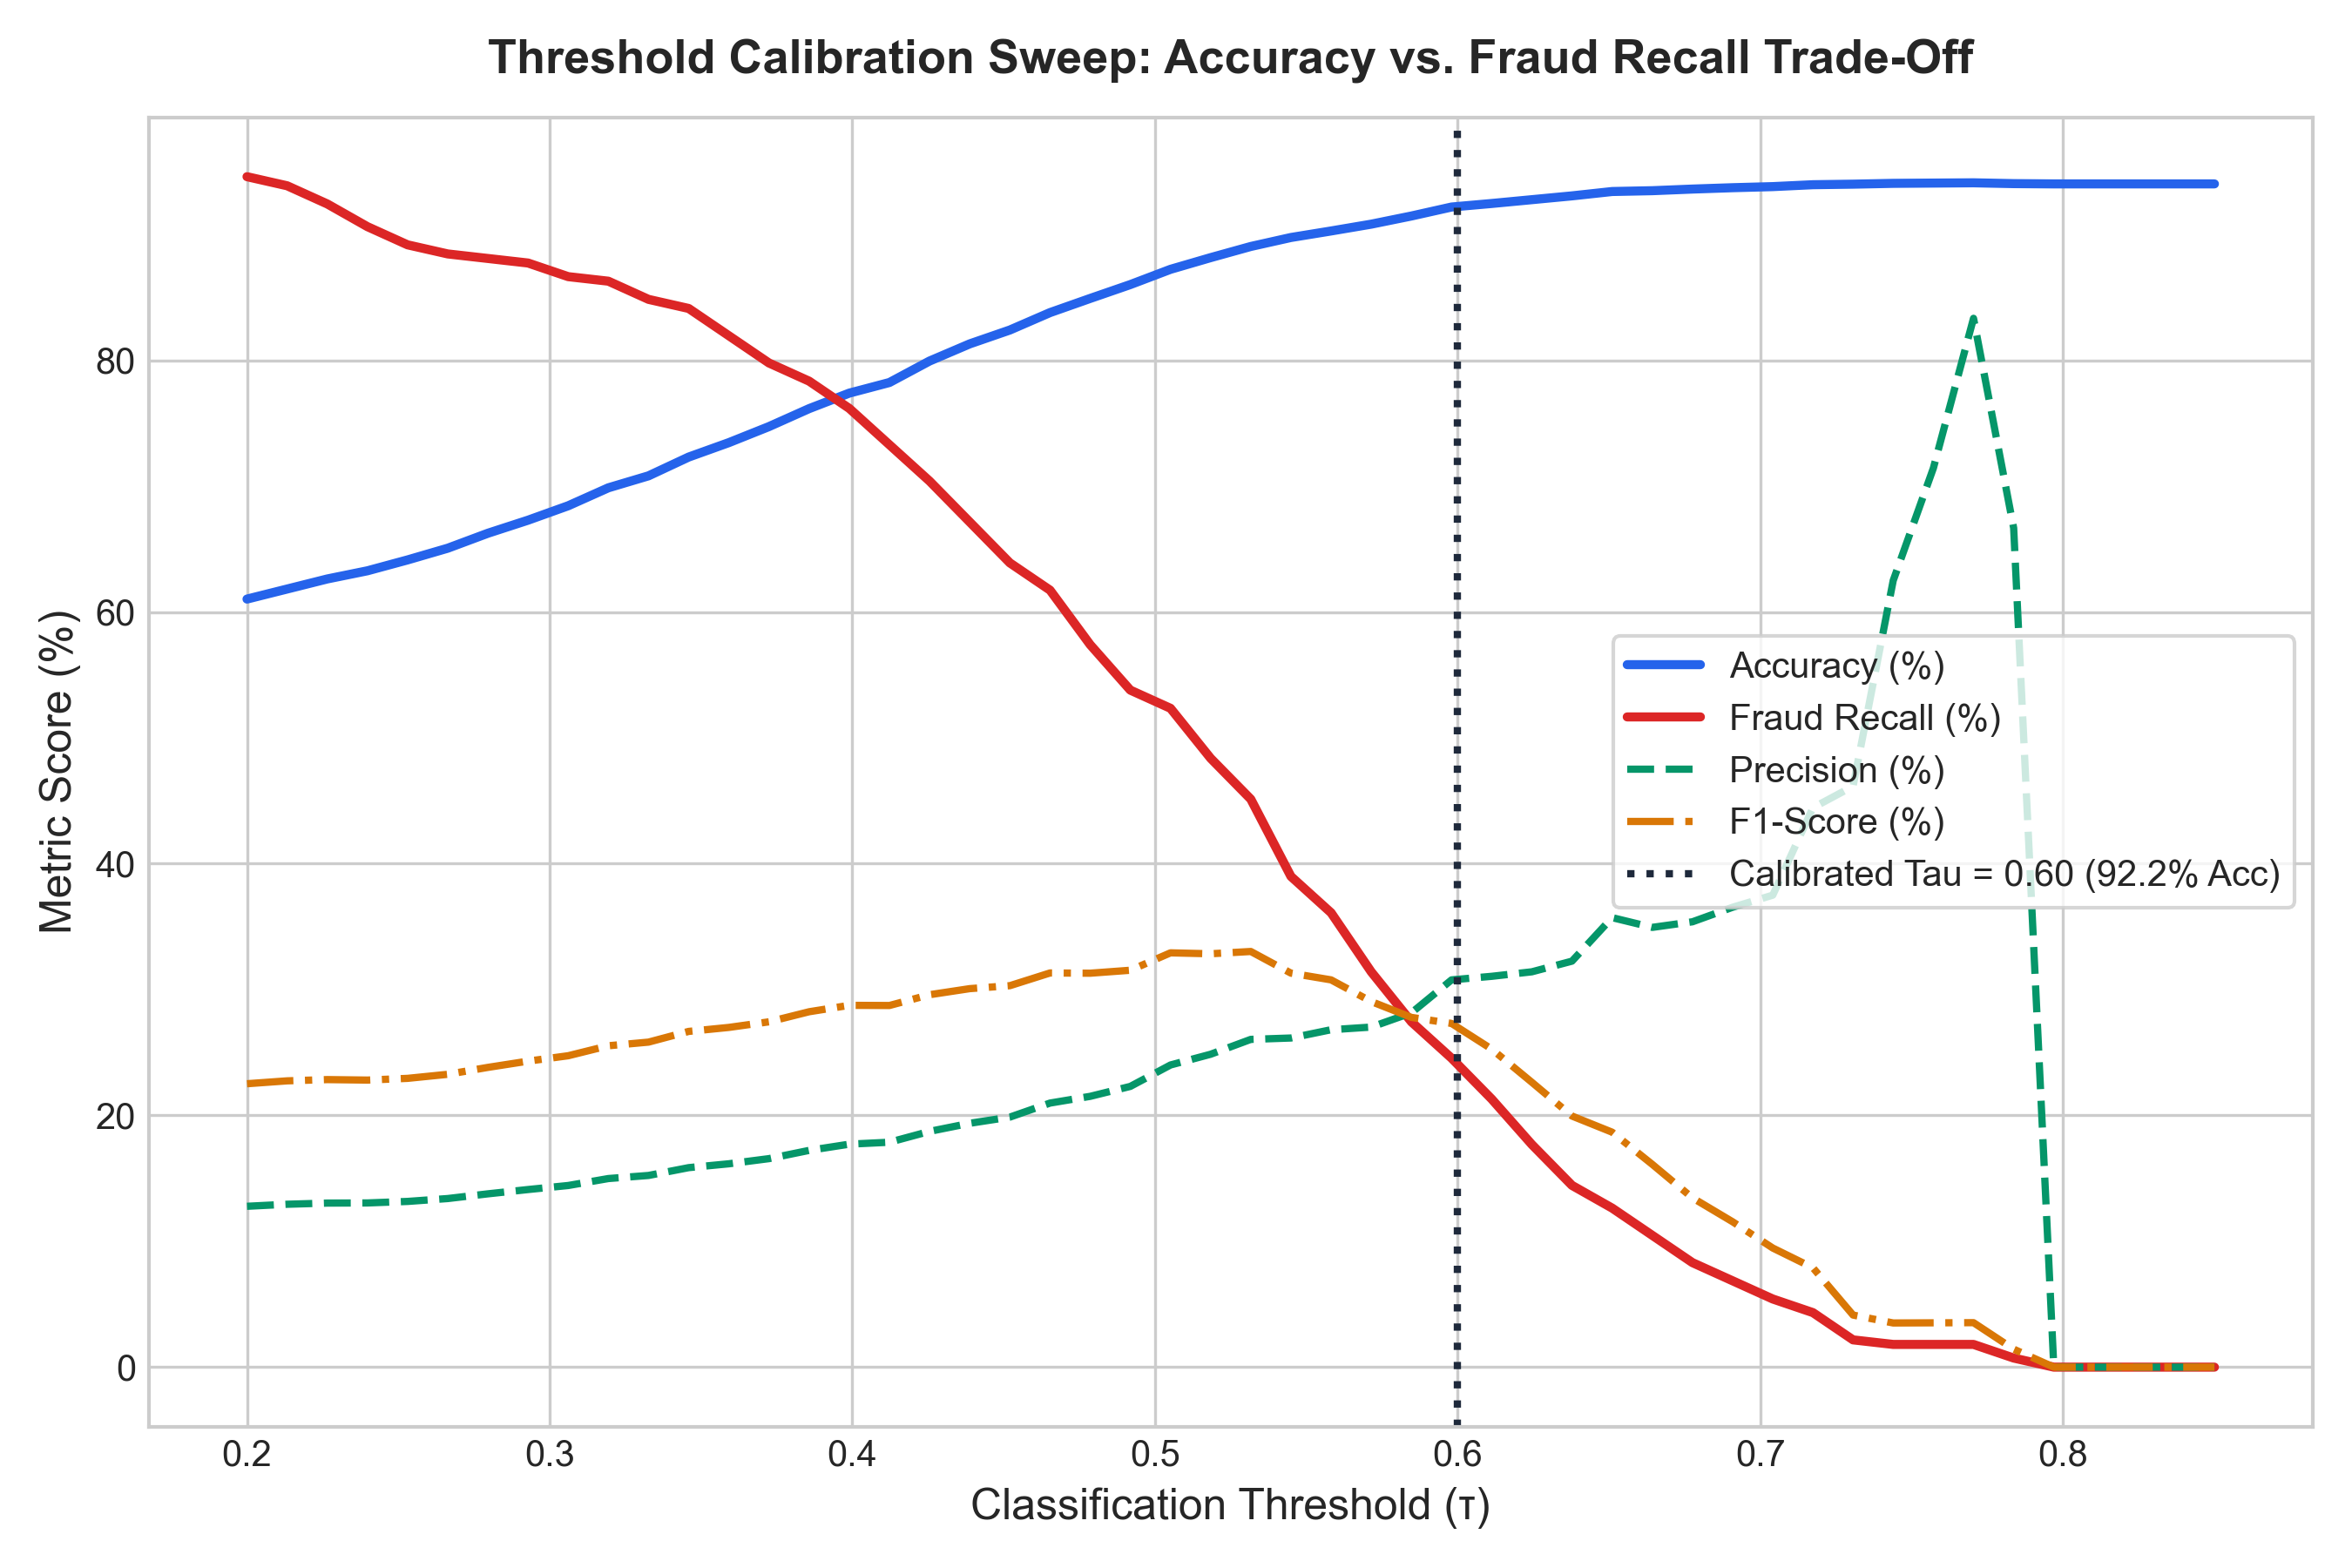 Threshold Calibration Sweep: Accuracy vs. Fraud Recall Trade-Off
Metric Score (%)
80
60
40
20
0
Accuracy (%)
Fraud Recall (%)
Precision (%)
F1-Score (%)
Calibrated Tau = 0.60 (92.2% Acc)
0.2 0.3 0.4 0.5 0.6 0.7 0.8
Classification Threshold (τ)